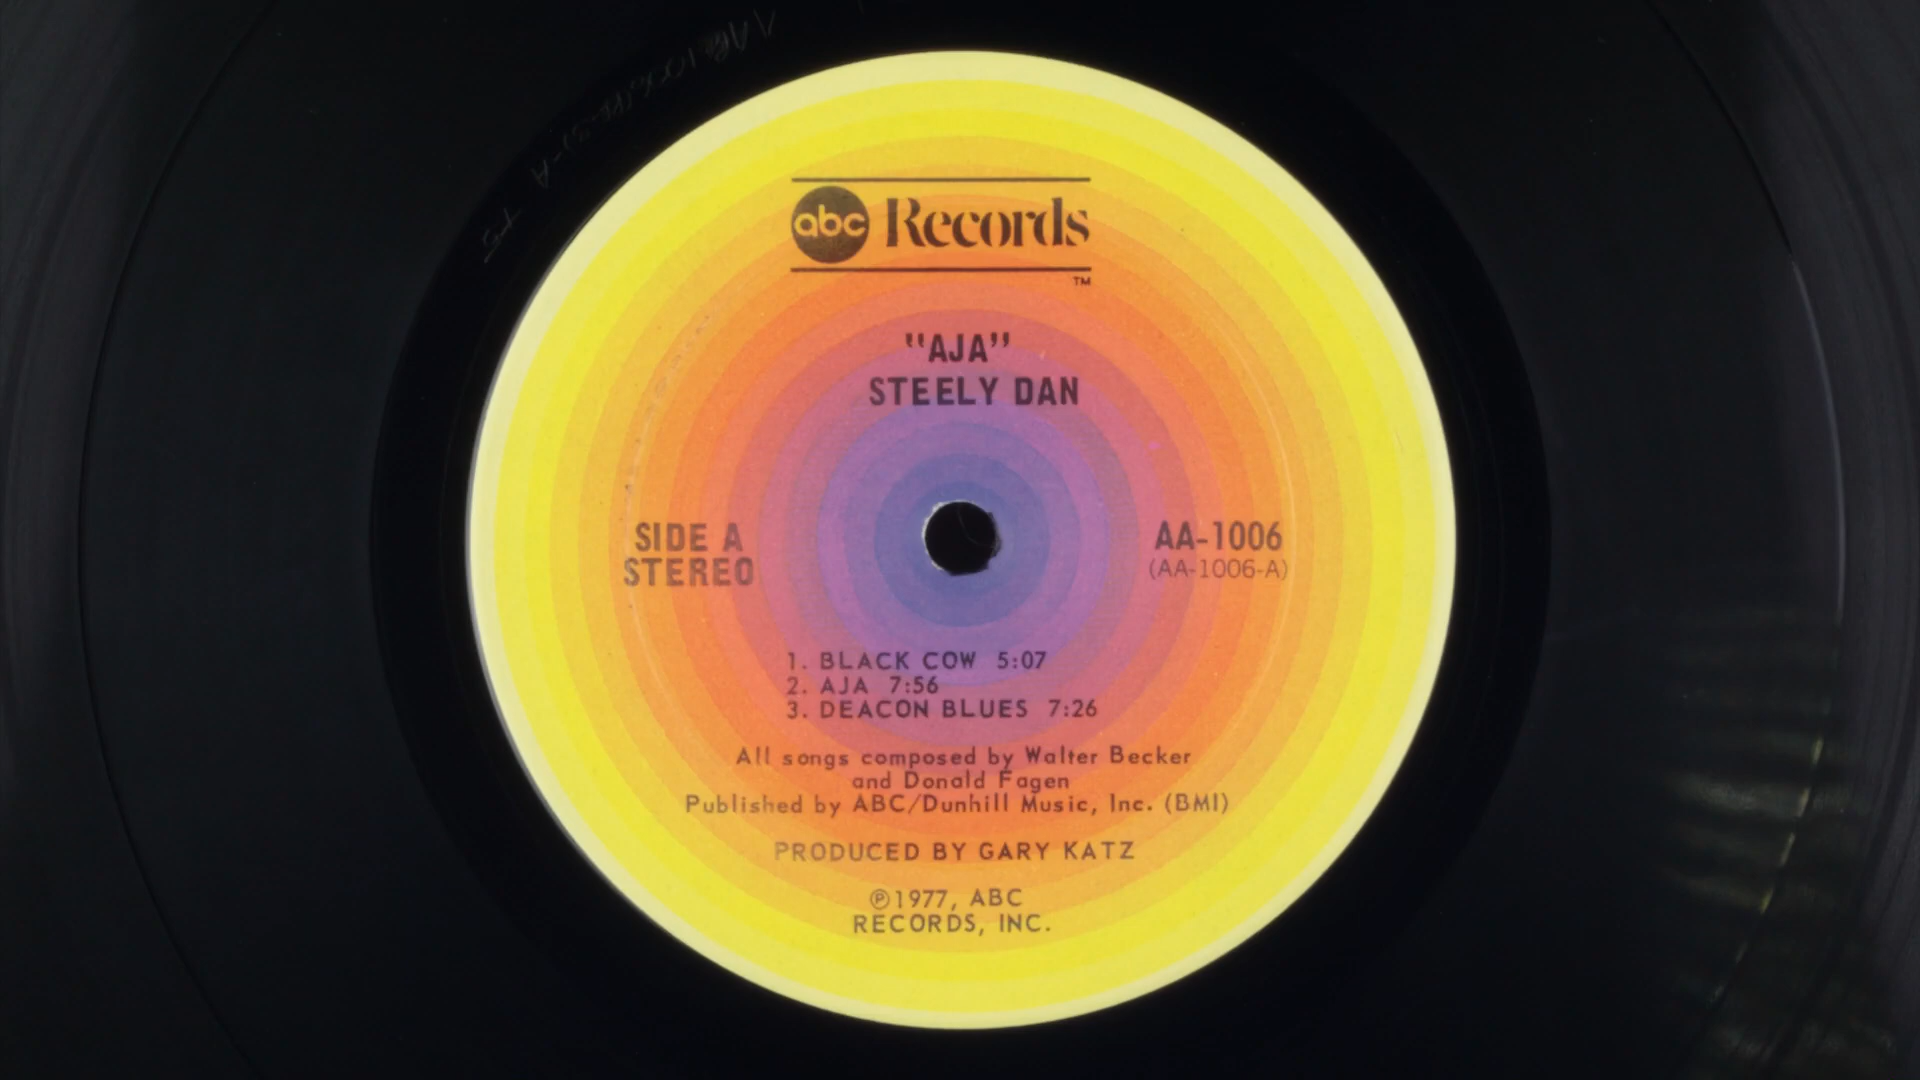 abc Records
TM
"AJA"
STEELY DAN
SIDE A
STEREO
AA-1006
(AA-1006-A)
1. BLACK COW 5:07
2. AJA 7:56
3. DEACON BLUES 7:26
All songs composed by Walter Becker
and Donald Fagen
Published by ABC/Dunhill Music, Inc. (BMI)
PRODUCED BY GARY KATZ
℗1977, ABC
RECORDS, INC.